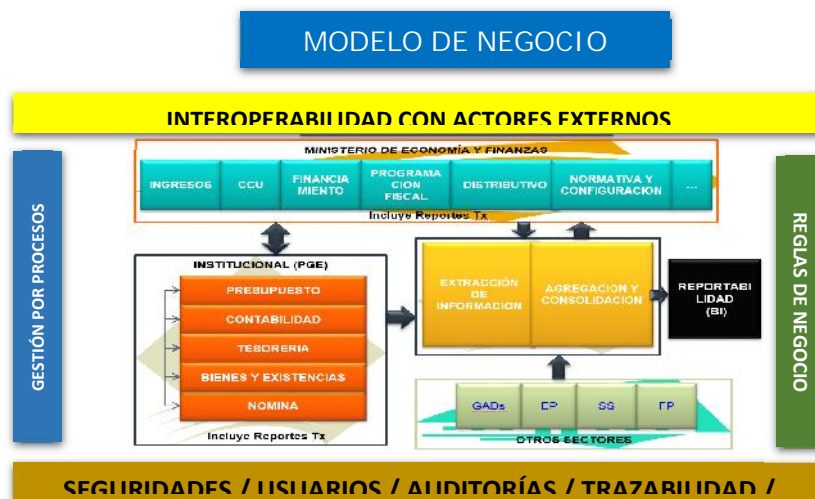 MODELO DE NEGOCIO
INTEROPERABILIDAD CON ACTORES EXTERNOS
MINISTERIO DE ECONOMÍA Y FINANZAS
INGRESOS
CCU
FINANCIA
MIENTO
PROGRAMA
CION
FISCAL
DISTRIBUTIVO
NORMATIVA Y
CONFIGURACION
...
Incluye Reportes Tx
GESTIÓN POR PROCESOS
INSTITUCIONAL (PGE)
PRESUPUESTO
CONTABILIDAD
TESORERIA
BIENES Y EXISTENCIAS
NOMINA
Incluye Reportes Tx
EXTRACCIÓN
DE
INFORMACION
AGREGACION Y
CONSOLIDACION
REPORTABI
LIDAD
(BI)
GADs
EP
SS
FP
OTROS SECTORES
REGLAS DE NEGOCIO
SEGURIDADES / USUARIOS / AUDITORÍAS / TRAZABILIDAD /